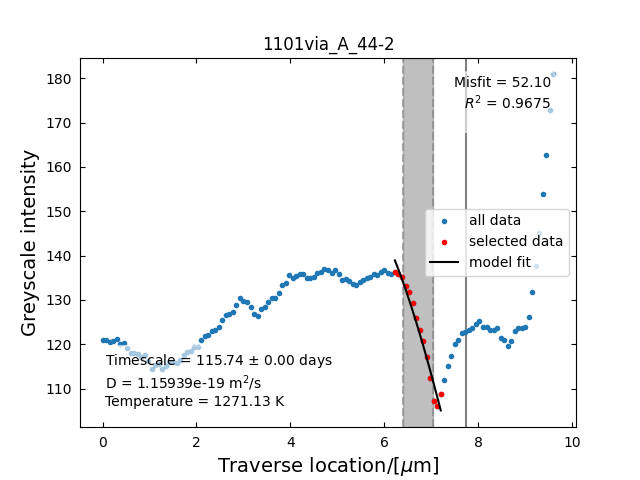 1101via_A_44-2
Misfit = 52.10
R² = 0.9675
all data
selected data
model fit
Timescale = 115.74 ± 0.00 days
D = 1.15939e-19 m²/s
Temperature = 1271.13 K
Greyscale intensity
180
170
160
150
140
130
120
110
0 2 4 6 8 10
Traverse location/[μm]